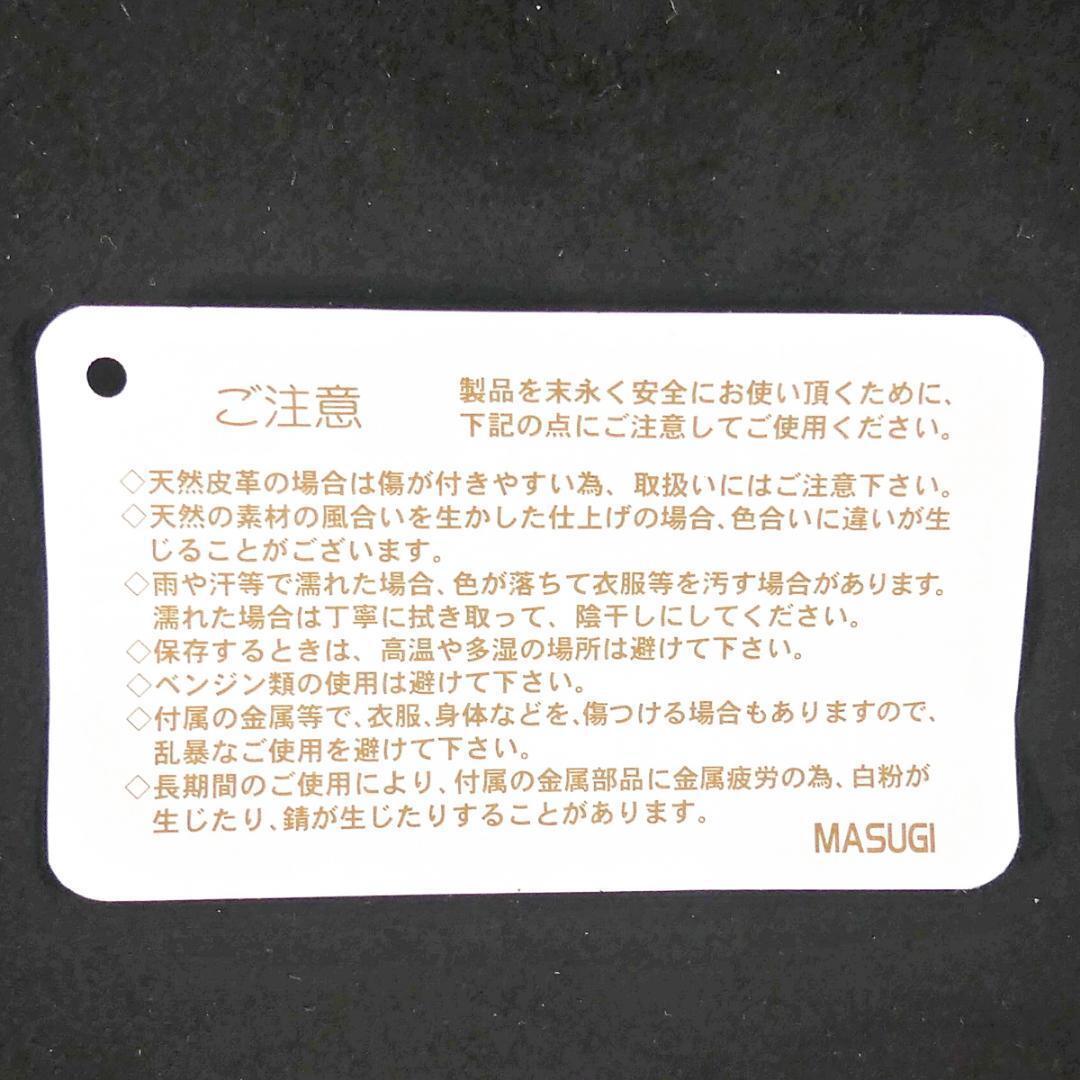 ご注意
製品を末永く安全にお使い頂くために、
下記の点にご注意してご使用ください。
◇天然皮革の場合は傷が付きやすい為、取扱いにはご注意下さい。
◇天然の素材の風合いを生かした仕上げの場合、色合いに違いが生
じることがございます。
◇雨や汗等で濡れた場合、色が落ちて衣服等を汚す場合があります。
濡れた場合は丁寧に拭き取って、陰干しにしてください。
◇保存するときは、高温や多湿の場所は避けて下さい。
◇ベンジン類の使用は避けて下さい。
◇付属の金属等で、衣服、身体などを、傷つける場合もありますので、
乱暴なご使用を避けて下さい。
◇長期間のご使用により、付属の金属部品に金属疲労の為、白粉が
生じたり、錆が生じたりすることがあります。
MASUGI